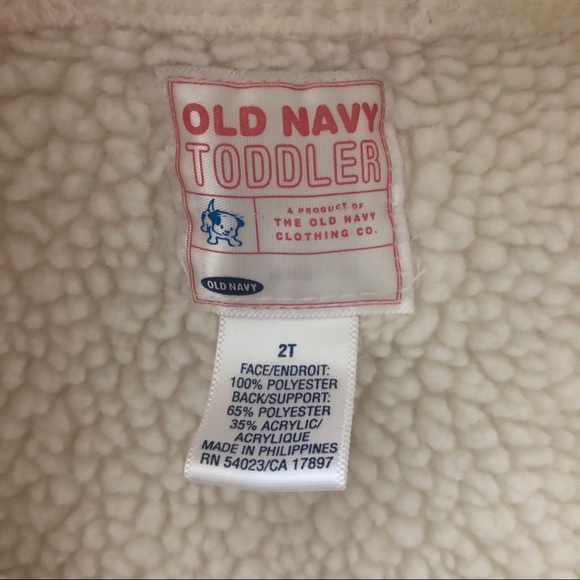 OLD NAVY
TODDLER
A PRODUCT OF
THE OLD NAVY
CLOTHING CO.
OLD NAVY
2T
FACE/ENDROIT:
100% POLYESTER
BACK/SUPPORT:
65% POLYESTER
35% ACRYLIC/
ACRYLIQUE
MADE IN PHILIPPINES
RN 54023/CA 17897